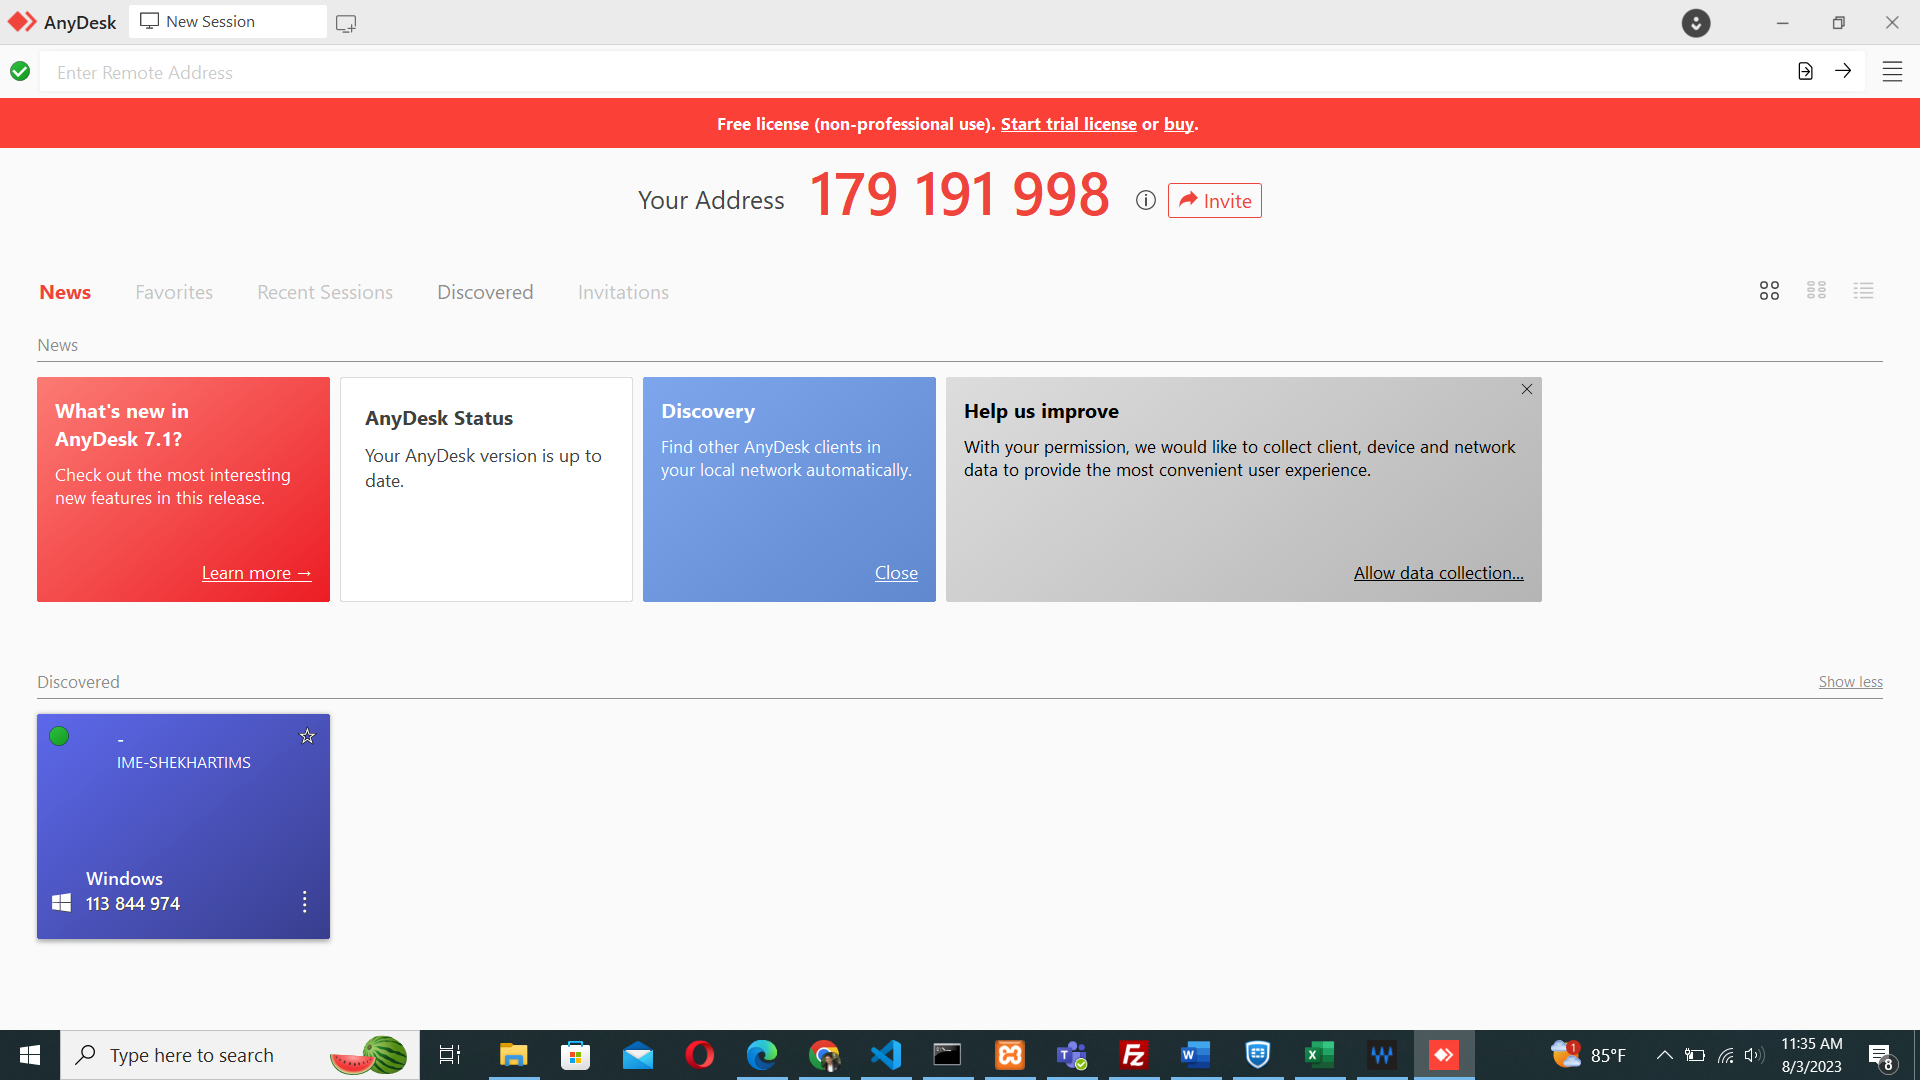 AnyDesk
New Session
Enter Remote Address
Free license (non-professional use). Start trial license or buy.
Your Address
179 191 998
Invite
News
Favorites
Recent Sessions
Discovered
Invitations
News
What's new in
AnyDesk 7.1?
Check out the most interesting
new features in this release.
Learn more →
AnyDesk Status
Your AnyDesk version is up to
date.
Discovery
Find other AnyDesk clients in
your local network automatically.
Close
Help us improve
With your permission, we would like to collect client, device and network
data to provide the most convenient user experience.
Allow data collection...
Discovered
Show less
-
IME-SHEKHARTIMS
Windows
113 844 974
Type here to search
1
85°F
11:35 AM
8/3/2023
8